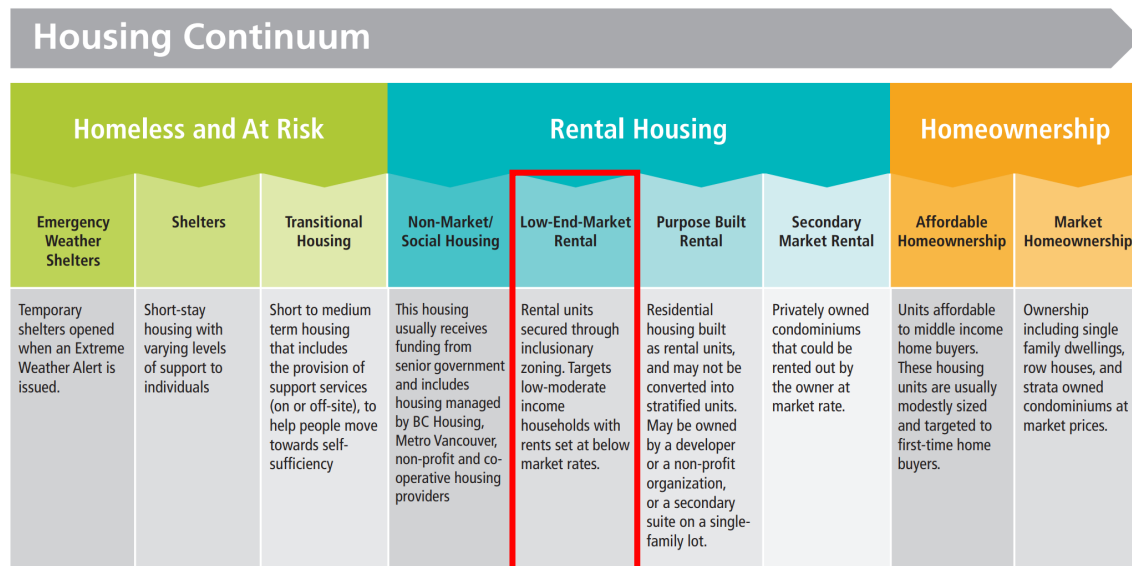 Housing Continuum
Homeless and At Risk
Rental Housing
Homeownership
Emergency
Weather
Shelters
Shelters
Transitional
Housing
Non-Market/
Social Housing
Low-End-Market
Rental
Purpose Built
Rental
Secondary
Market Rental
Affordable
Homeownership
Market
Homeownership
Temporary
shelters opened
when an Extreme
Weather Alert is
issued.
Short-stay
housing with
varying levels
of support to
individuals
Short to medium
term housing
that includes
the provision of
support services
(on or off-site), to
help people move
towards self-
sufficiency
This housing
usually receives
funding from
senior government
and includes
housing managed
by BC Housing,
Metro Vancouver,
non-profit and co-
operative housing
providers
Rental units
secured through
inclusionary
zoning. Targets
low-moderate
income
households with
rents set at below
market rates.
Residential
housing built
as rental units,
and may not be
converted into
stratified units.
May be owned
by a developer
or a non-profit
organization,
or a secondary
suite on a single-
family lot.
Privately owned
condominiums
that could be
rented out by
the owner at
market rate.
Units affordable
to middle income
home buyers.
These housing
units are usually
modestly sized
and targeted to
first-time home
buyers.
Ownership
including single
family dwellings,
row houses, and
strata owned
condominiums at
market prices.